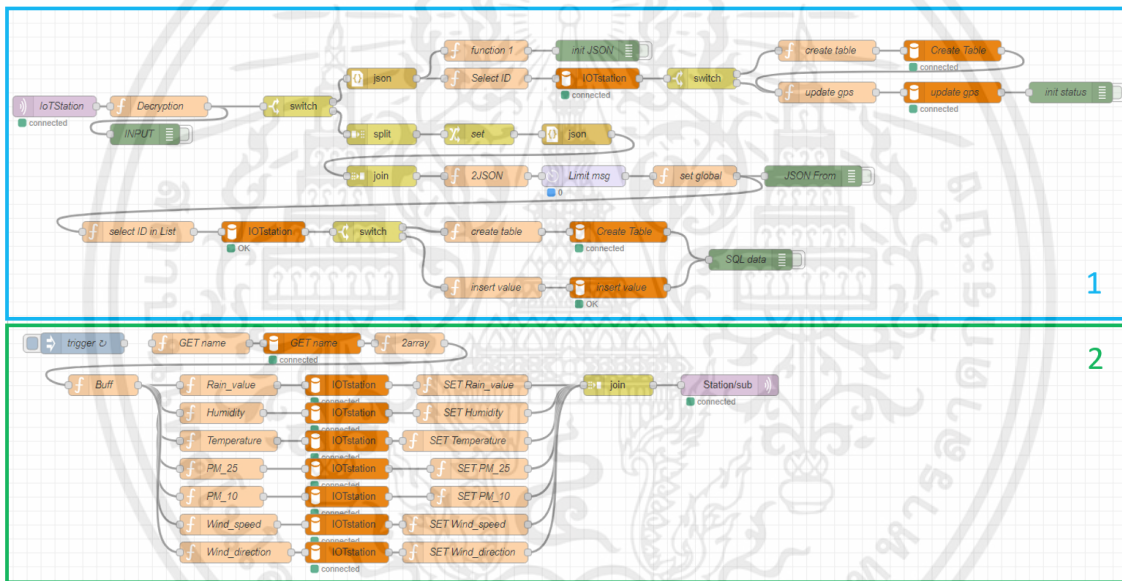 function 1 init JSON create table Create Table
connected
json Select ID IOTstation switch update gps update gps init status
connected connected
IoTStation Decryption switch
connected
INPUT split set json
join 2JSON Limit msg set global JSON From
0
select ID in List IOTstation switch create table Create Table
OK connected
SQL data
insert value insert value
OK
1
trigger ↻ GET name GET name 2array
connected
2
Buff Rain_value IOTstation SET Rain_value join Station/sub
connected connected
Humidity IOTstation SET Humidity
connected
Temperature IOTstation SET Temperature
connected
PM_25 IOTstation SET PM_25
connected
PM_10 IOTstation SET PM_10
connected
Wind_speed IOTstation SET Wind_speed
connected
Wind_direction IOTstation SET Wind_direction
connected